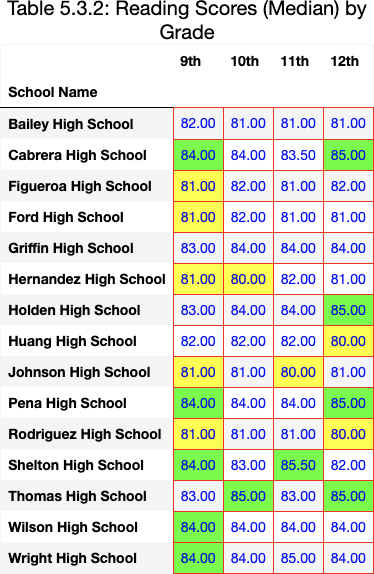 Table 5.3.2: Reading Scores (Median) by
Grade
9th 10th 11th 12th
School Name
Bailey High School 82.00 81.00 81.00 81.00
Cabrera High School 84.00 84.00 83.50 85.00
Figueroa High School 81.00 82.00 81.00 82.00
Ford High School 81.00 82.00 81.00 81.00
Griffin High School 83.00 84.00 84.00 84.00
Hernandez High School 81.00 80.00 82.00 81.00
Holden High School 83.00 84.00 84.00 85.00
Huang High School 82.00 82.00 82.00 80.00
Johnson High School 81.00 81.00 80.00 81.00
Pena High School 84.00 84.00 84.00 85.00
Rodriguez High School 81.00 81.00 81.00 80.00
Shelton High School 84.00 83.00 85.50 82.00
Thomas High School 83.00 85.00 83.00 85.00
Wilson High School 84.00 84.00 84.00 84.00
Wright High School 84.00 84.00 85.00 84.00